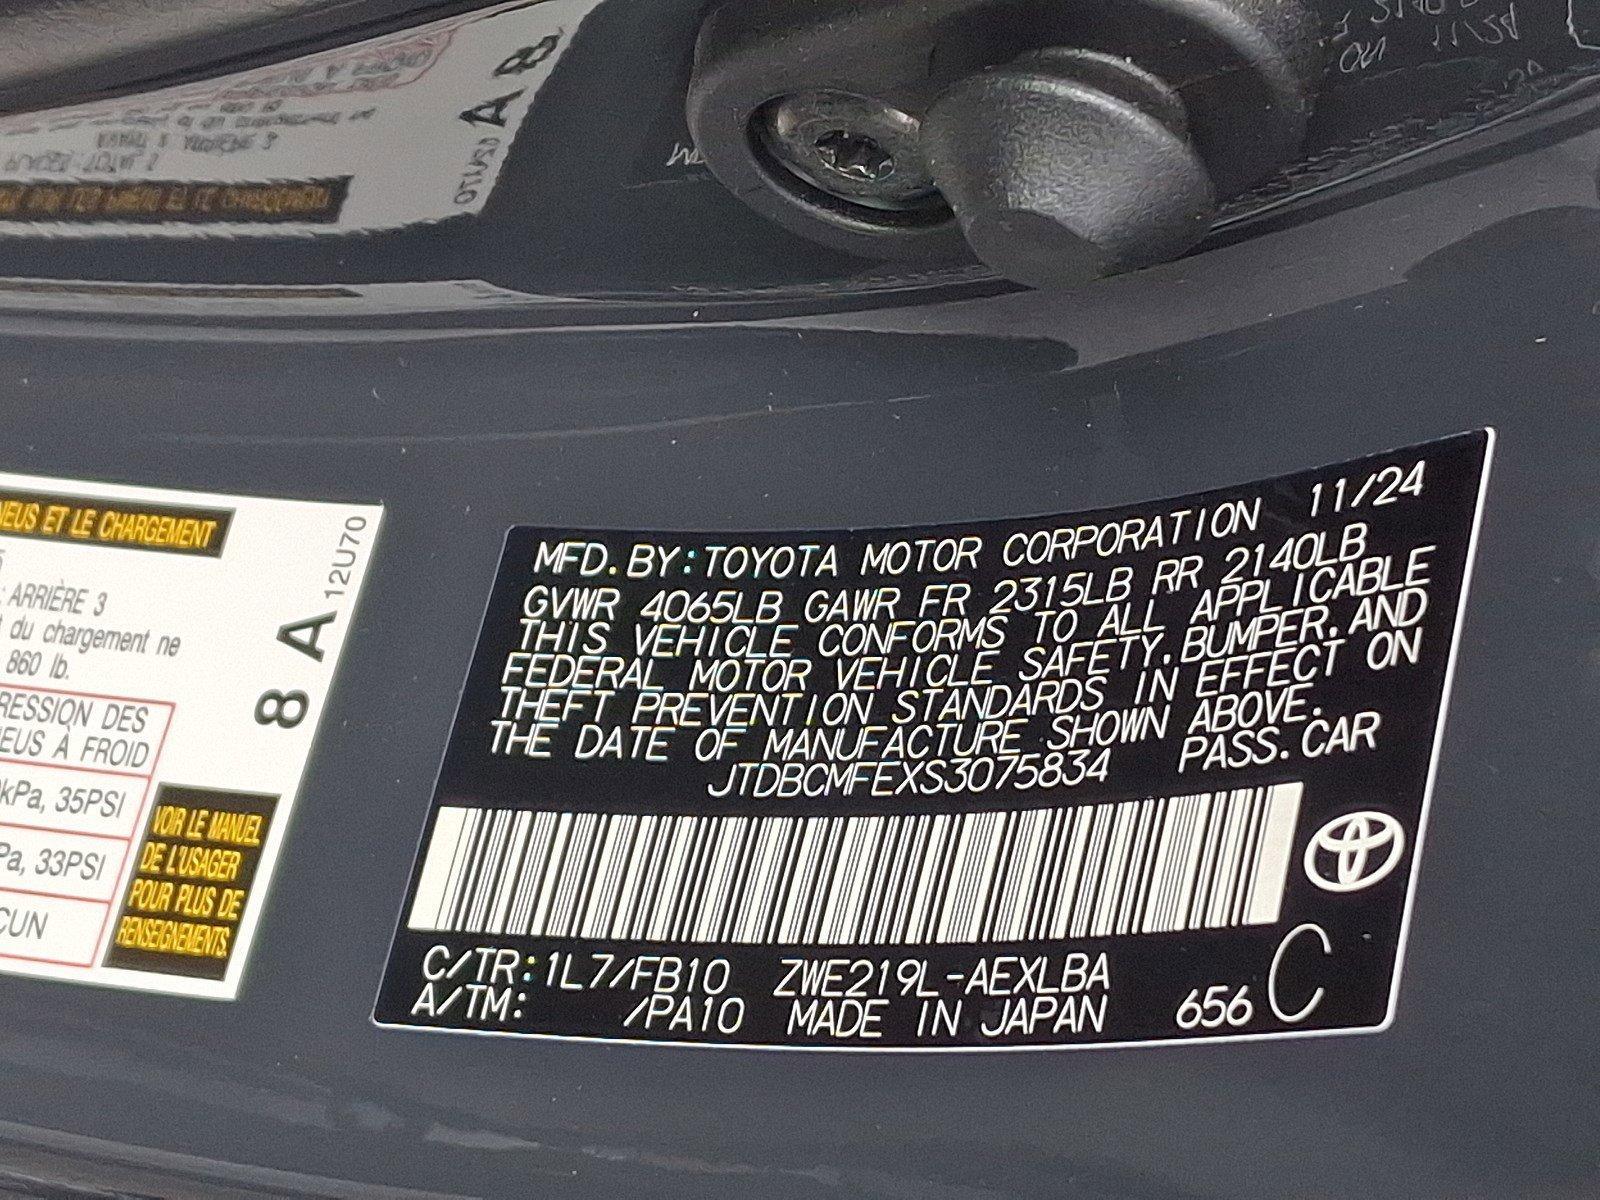 NEUS ET LE CHARGEMENT
: ARRIÈRE 3
du chargement ne
860 lb.
RESSION DES
EUS À FROID
kPa, 35PSI
Pa, 33PSI
CUN
12U70
8 A
VOIR LE MANUEL
DE L'USAGER
POUR PLUS DE
RENSEIGNEMENTS.
MFD. BY: TOYOTA MOTOR CORPORATION 11/24
GVWR 4065LB GAWR FR 2315LB RR 2140LB
THIS VEHICLE CONFORMS TO ALL APPLICABLE
FEDERAL MOTOR VEHICLE SAFETY, BUMPER, AND
THEFT PREVENTION STANDARDS IN EFFECT ON
THE DATE OF MANUFACTURE SHOWN ABOVE.
JTDBCMFEXS3075834 PASS. CAR
C/TR: 1L7/FB10 ZWE219L-AEXLBA
A/TM: /PA10 MADE IN JAPAN 656 C